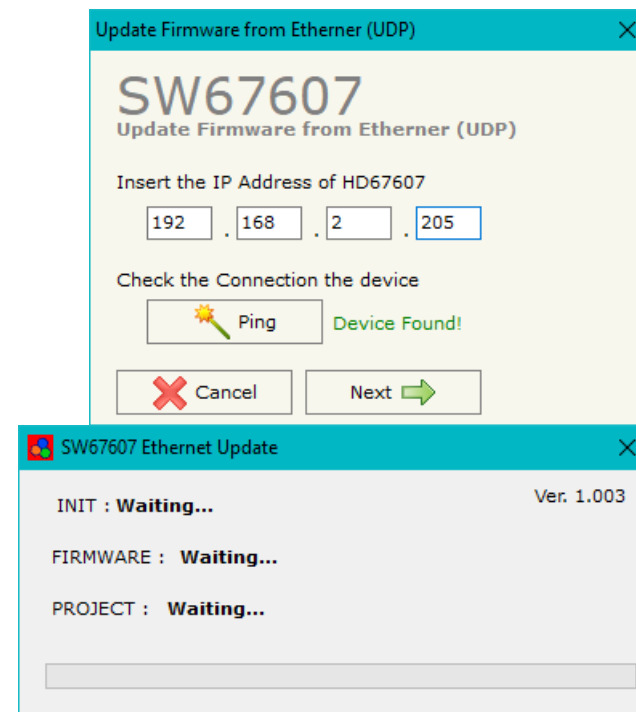 Update Firmware from Etherner (UDP)
SW67607
Update Firmware from Etherner (UDP)
Insert the IP Address of HD67607
192 . 168 . 2 . 205
Check the Connection the device
Ping Device Found!
Cancel Next
SW67607 Ethernet Update
INIT : Waiting... Ver. 1.003
FIRMWARE : Waiting...
PROJECT : Waiting...